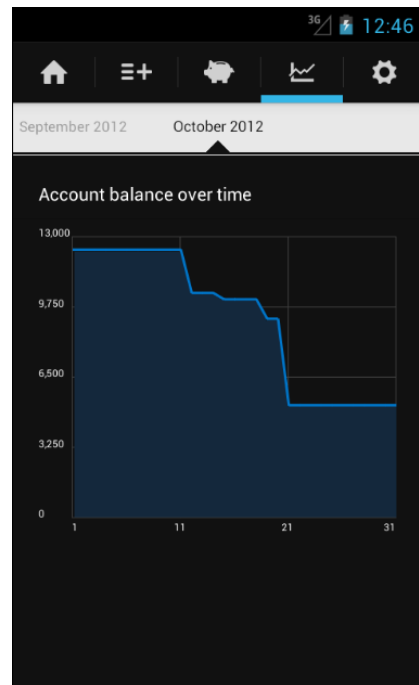 3G 12:46
September 2012 October 2012
Account balance over time
13,000
9,750
6,500
3,250
0
1 11 21 31